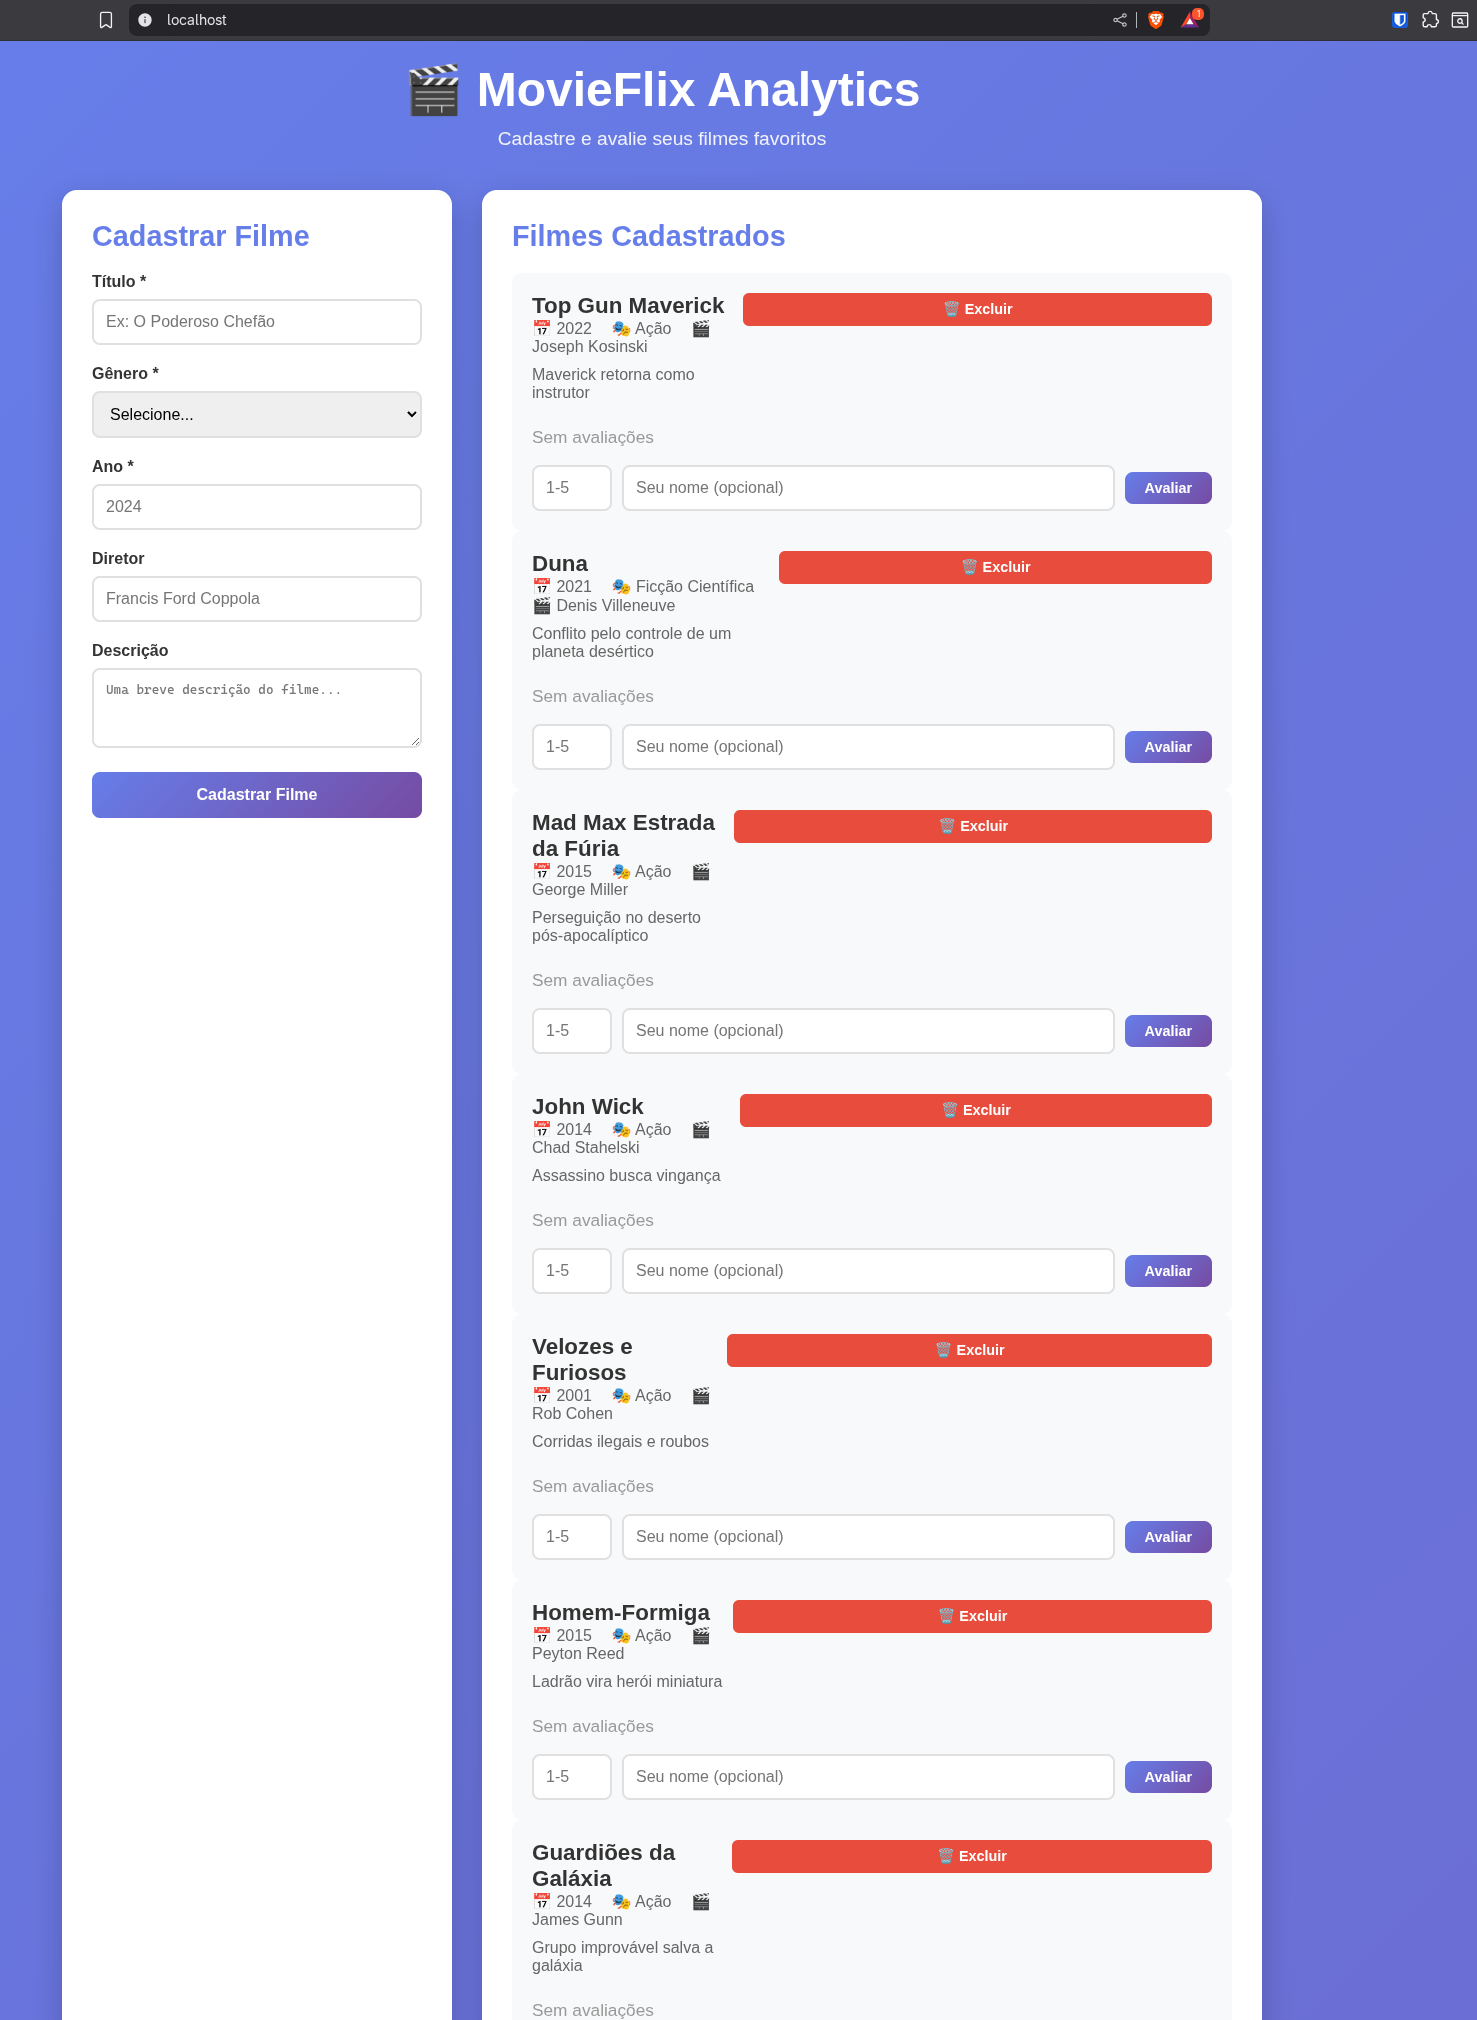 localhost
1
🎬 MovieFlix Analytics
Cadastre e avalie seus filmes favoritos
Cadastrar Filme
Título *
Ex: O Poderoso Chefão
Gênero *
Selecione...
Ano *
2024
Diretor
Francis Ford Coppola
Descrição
Uma breve descrição do filme...
Cadastrar Filme
Filmes Cadastrados
Top Gun Maverick
🗑️ Excluir
📅 2022 🎭 Ação 🎬
Joseph Kosinski
Maverick retorna como
instrutor
Sem avaliações
1-5 Seu nome (opcional) Avaliar
Duna
🗑️ Excluir
📅 2021 🎭 Ficção Científica
🎬 Denis Villeneuve
Conflito pelo controle de um
planeta desértico
Sem avaliações
1-5 Seu nome (opcional) Avaliar
Mad Max Estrada
da Fúria
🗑️ Excluir
📅 2015 🎭 Ação 🎬
George Miller
Perseguição no deserto
pós-apocalíptico
Sem avaliações
1-5 Seu nome (opcional) Avaliar
John Wick
🗑️ Excluir
📅 2014 🎭 Ação 🎬
Chad Stahelski
Assassino busca vingança
Sem avaliações
1-5 Seu nome (opcional) Avaliar
Velozes e
Furiosos
🗑️ Excluir
📅 2001 🎭 Ação 🎬
Rob Cohen
Corridas ilegais e roubos
Sem avaliações
1-5 Seu nome (opcional) Avaliar
Homem-Formiga
🗑️ Excluir
📅 2015 🎭 Ação 🎬
Peyton Reed
Ladrão vira herói miniatura
Sem avaliações
1-5 Seu nome (opcional) Avaliar
Guardiões da
Galáxia
🗑️ Excluir
📅 2014 🎭 Ação 🎬
James Gunn
Grupo improvável salva a
galáxia
Sem avaliações